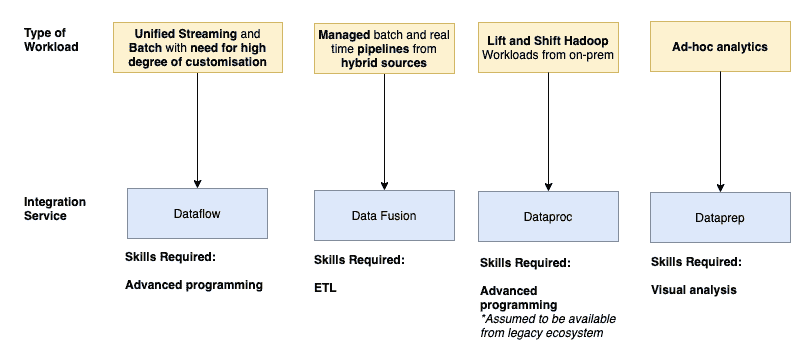 Type of
Workload
Unified Streaming and
Batch with need for high
degree of customisation
Managed batch and real
time pipelines from
hybrid sources
Lift and Shift Hadoop
Workloads from on-prem
Ad-hoc analytics
Integration
Service
Dataflow
Data Fusion
Dataproc
Dataprep
Skills Required:
Advanced programming
Skills Required:
ETL
Skills Required:
Advanced
programming
*Assumed to be available
from legacy ecosystem
Skills Required:
Visual analysis